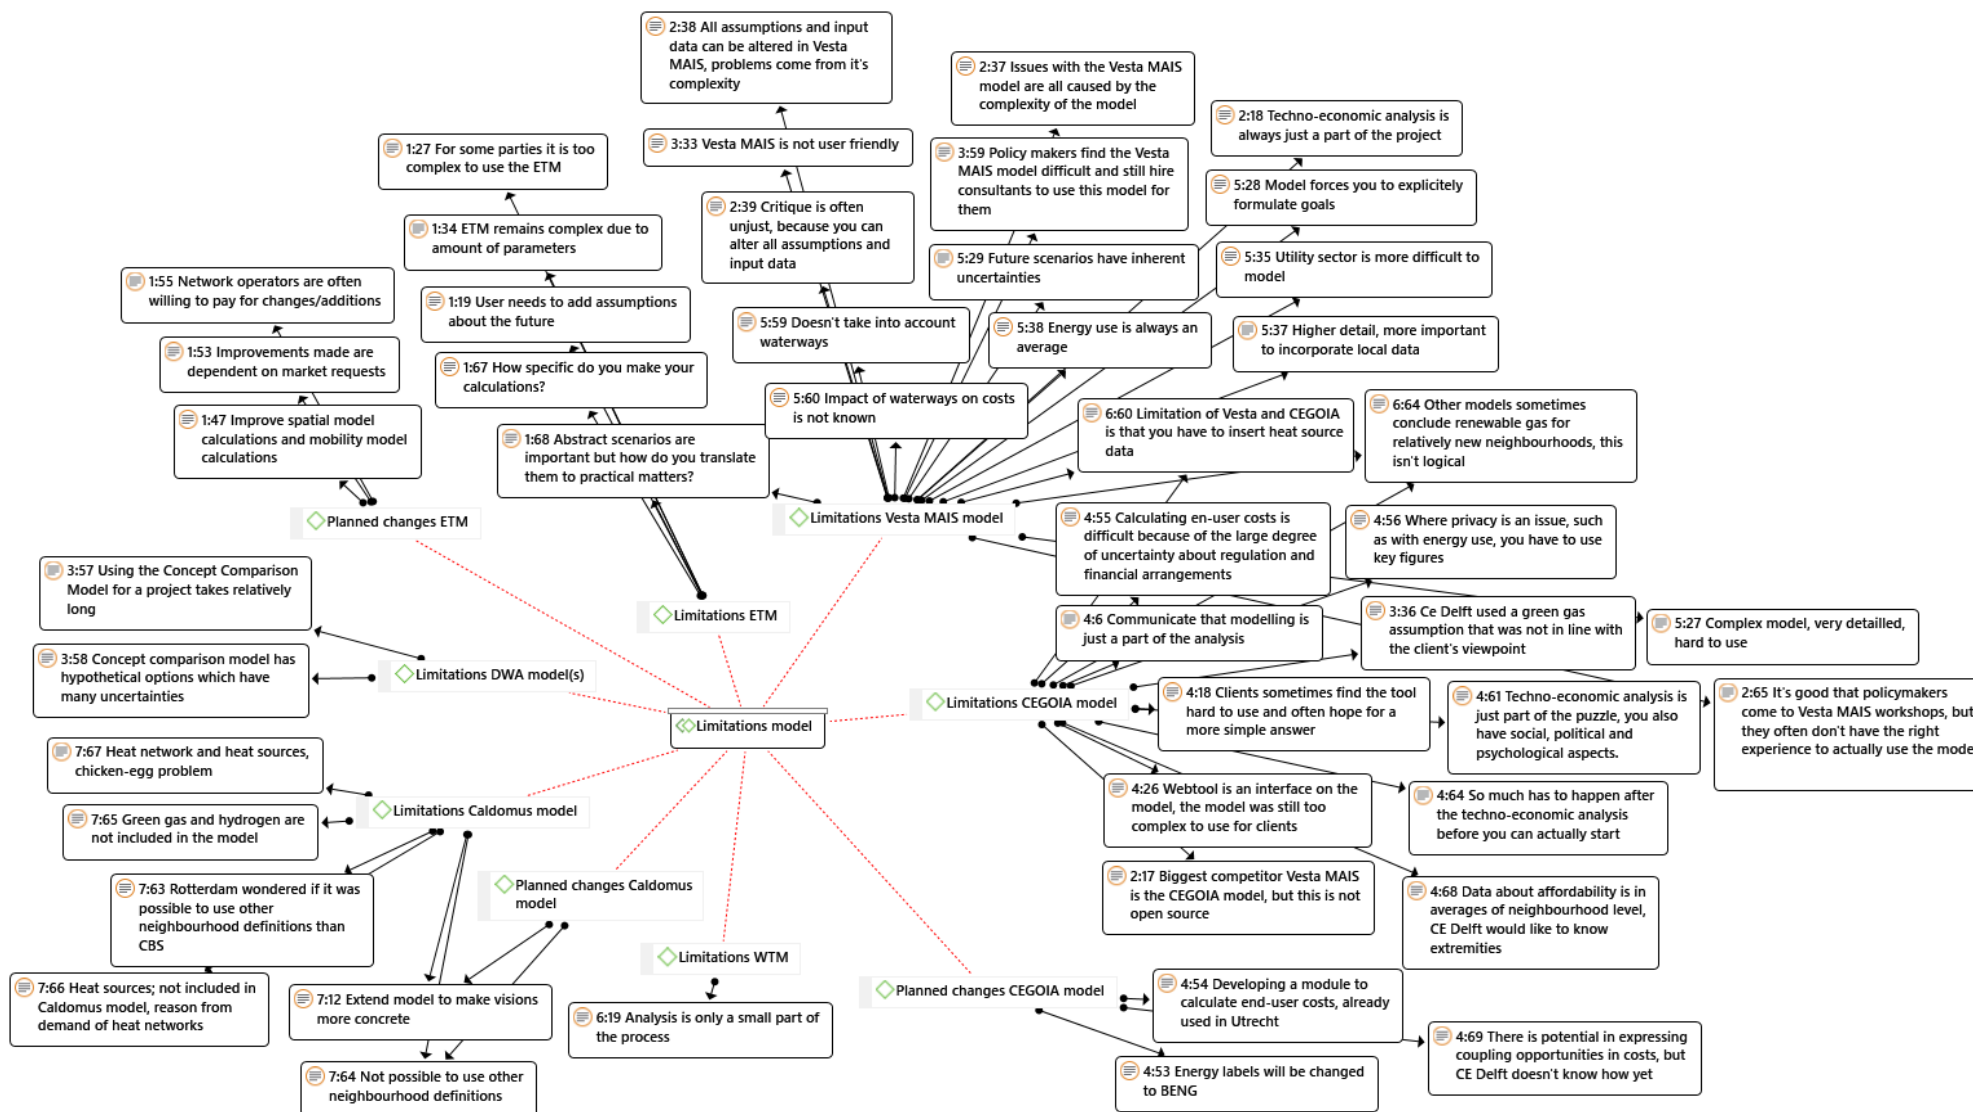 2:38 All assumptions and input
data can be altered in Vesta
MAIS, problems come from it's
complexity
2:37 Issues with the Vesta MAIS
model are all caused by the
complexity of the model
2:18 Techno-economic analysis is
always just a part of the project
1:27 For some parties it is too
complex to use the ETM
3:33 Vesta MAIS is not user friendly
3:59 Policy makers find the Vesta
MAIS model difficult and still hire
consultants to use this model for
them
5:28 Model forces you to explicitely
formulate goals
1:34 ETM remains complex due to
amount of parameters
2:39 Critique is often
unjust, because you can
alter all assumptions and
input data
5:29 Future scenarios have inherent
uncertainties
5:35 Utility sector is more difficult to
model
1:55 Network operators are often
willing to pay for changes/additions
1:19 User needs to add assumptions
about the future
5:59 Doesn't take into account
waterways
5:38 Energy use is always an
average
5:37 Higher detail, more important
to incorporate local data
1:53 Improvements made are
dependent on market requests
1:67 How specific do you make your
calculations?
5:60 Impact of waterways on costs
is not known
1:47 Improve spatial model
calculations and mobility model
calculations
1:68 Abstract scenarios are
important but how do you translate
them to practical matters?
6:60 Limitation of Vesta and CEGOIA
is that you have to insert heat source
data
6:64 Other models sometimes
conclude renewable gas for
relatively new neighbourhoods, this
isn't logical
Planned changes ETM
Limitations Vesta MAIS model
4:55 Calculating en-user costs is
difficult because of the large degree
of uncertainty about regulation and
financial arrangements
4:56 Where privacy is an issue, such
as with energy use, you have to use
key figures
3:57 Using the Concept Comparison
Model for a project takes relatively
long
Limitations ETM
4:6 Communicate that modelling is
just a part of the analysis
3:36 Ce Delft used a green gas
assumption that was not in line with
the client's viewpoint
5:27 Complex model, very detailled,
hard to use
3:58 Concept comparison model has
hypothetical options which have
many uncertainties
Limitations DWA model(s)
Limitations CEGOIA model
4:18 Clients sometimes find the tool
hard to use and often hope for a
more simple answer
4:61 Techno-economic analysis is
just part of the puzzle, you also
have social, political and
psychological aspects.
2:65 It's good that policymakers
come to Vesta MAIS workshops, but
they often don't have the right
experience to actually use the mode
Limitations model
7:67 Heat network and heat sources,
chicken-egg problem
4:26 Webtool is an interface on the
model, the model was still too
complex to use for clients
4:64 So much has to happen after
the techno-economic analysis
before you can actually start
Limitations Caldomus model
7:65 Green gas and hydrogen are
not included in the model
7:63 Rotterdam wondered if it was
possible to use other
neighbourhood definitions than
CBS
Planned changes Caldomus
model
2:17 Biggest competitor Vesta MAIS
is the CEGOIA model, but this is not
open source
4:68 Data about affordability is in
averages of neighbourhood level,
CE Delft would like to know
extremities
Limitations WTM
7:66 Heat sources; not included in
Caldomus model, reason from
demand of heat networks
7:12 Extend model to make visions
more concrete
6:19 Analysis is only a small part of
the process
Planned changes CEGOIA model
4:54 Developing a module to
calculate end-user costs, already
used in Utrecht
4:69 There is potential in expressing
coupling opportunities in costs, but
CE Delft doesn't know how yet
7:64 Not possible to use other
neighbourhood definitions
4:53 Energy labels will be changed
to BENG